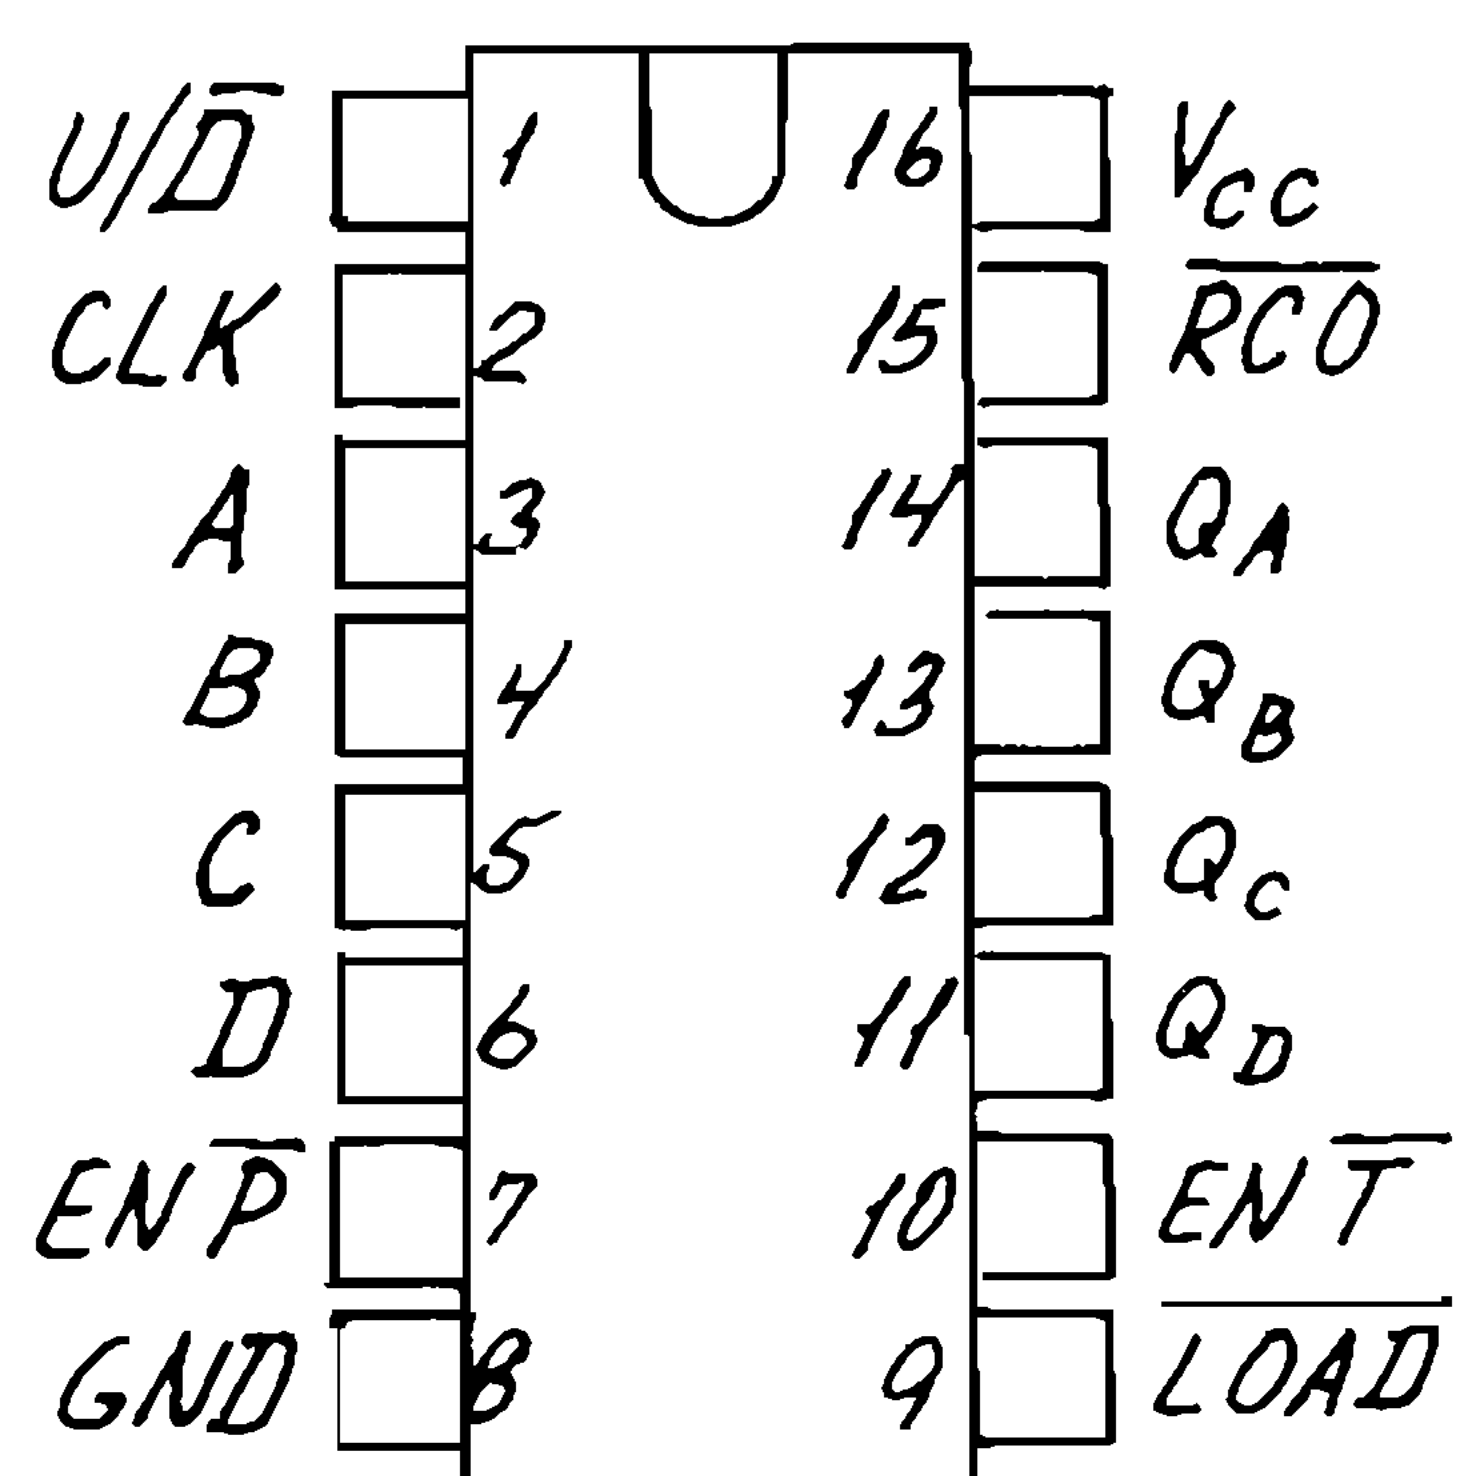 U/D̅ 1 16 Vcc
CLK 2 15 R̅C̅O̅
A 3 14 QA
B 4 13 QB
C 5 12 QC
D 6 11 QD
ENP̅ 7 10 ENT̅
GND 8 9 L̅O̅A̅D̅